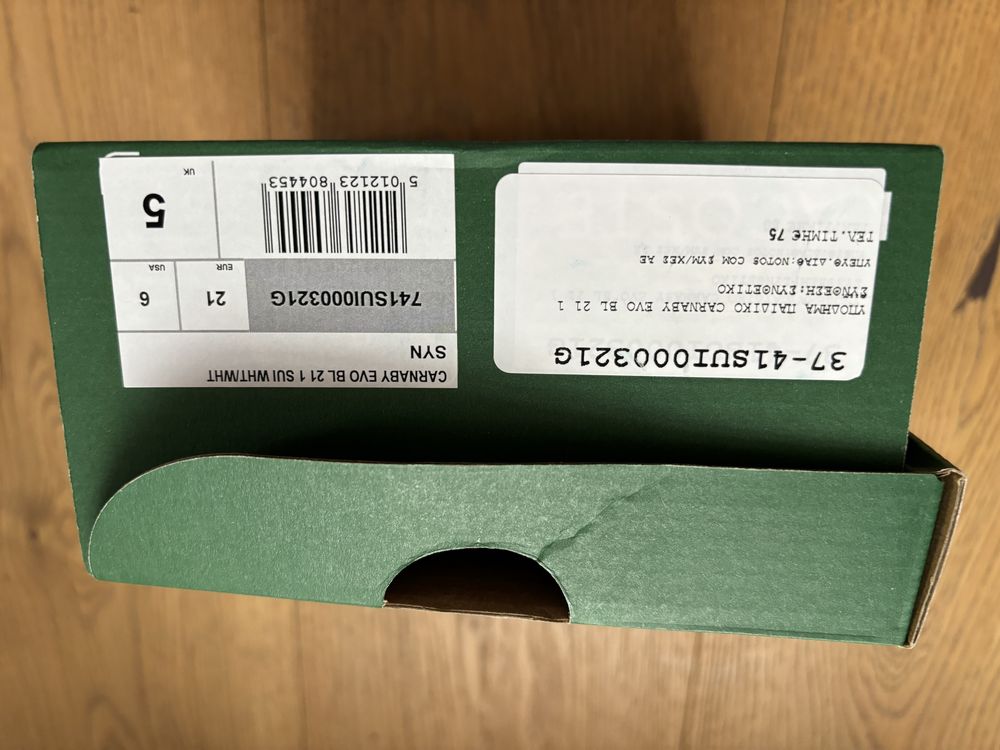 CARNABY EVO BL 21 1 SUI WHT/WHT
SYN
741SUI000321G
EUR
21
USA
6
5 012123 804453
UK
5
37-41SUI000321G
ΥΠΟΔΗΜΑ ΠΑΙΔΙΚΟ CARNABY EVO BL 21 1
ΣΥΝΘΕΣΗ:ΣΥΝΘΕΤΙΚΟ
ΥΠΕΥΘ.ΔΙΑΘ:NOTOS COM ΣΥΜ/ΧΕΣ ΑΕ
ΤΕΛ.ΤΙΜΗ€ 75